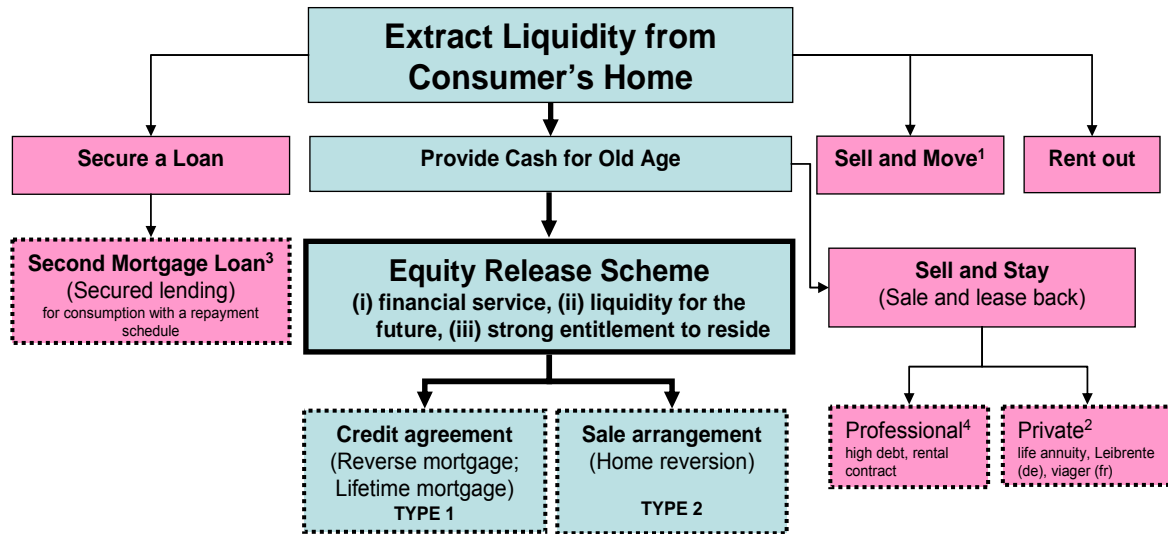 Extract Liquidity from
Consumer's Home
Secure a Loan
Provide Cash for Old Age
Sell and Move¹
Rent out
Second Mortgage Loan³
(Secured lending)
for consumption with a repayment
schedule
Equity Release Scheme
(i) financial service, (ii) liquidity for the
future, (iii) strong entitlement to reside
Sell and Stay
(Sale and lease back)
Credit agreement
(Reverse mortgage;
Lifetime mortgage)
TYPE 1
Sale arrangement
(Home reversion)
TYPE 2
Professional⁴
high debt, rental
contract
Private²
life annuity, Leibrente
(de), viager (fr)